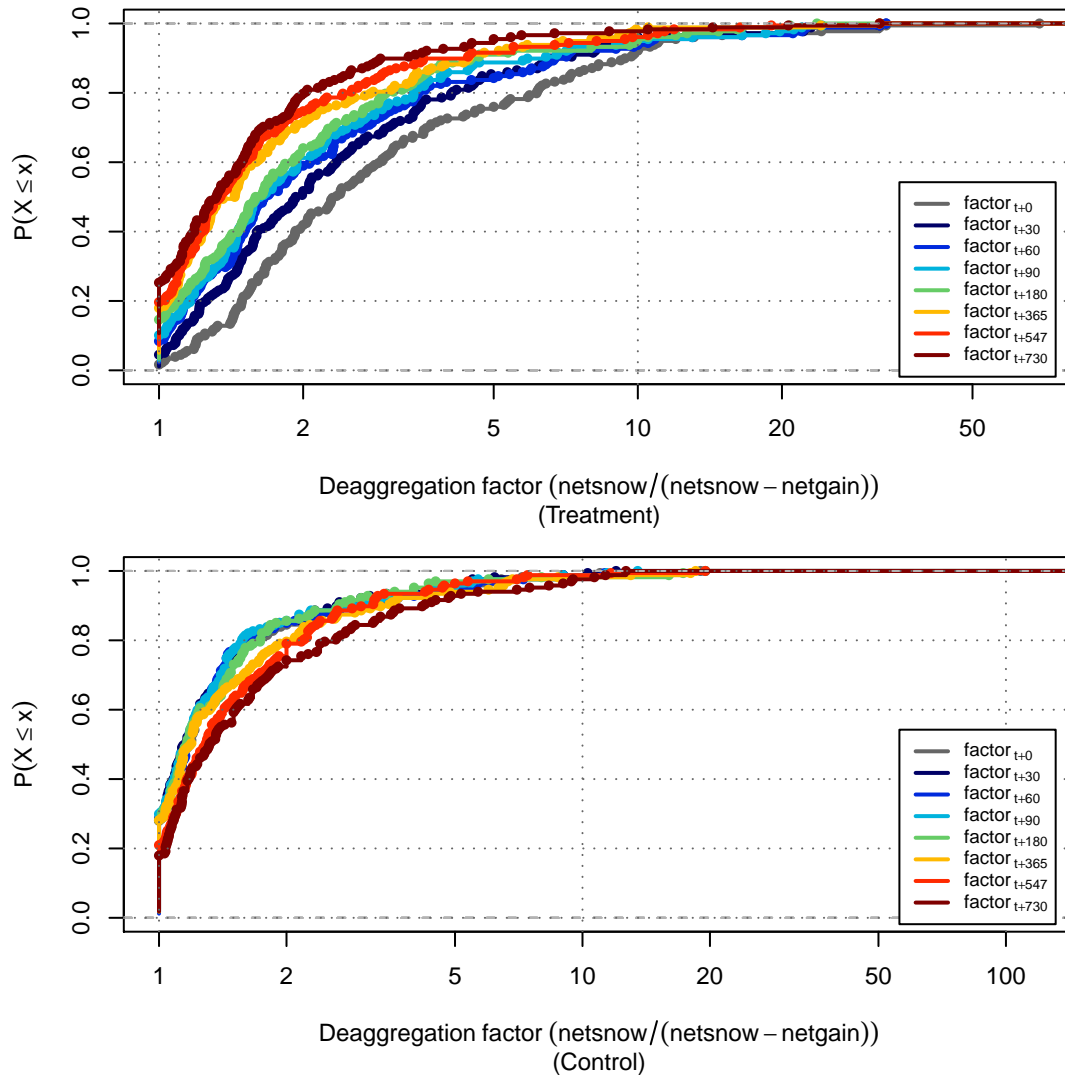 P(X ≤ x)
0.0 0.2 0.4 0.6 0.8 1.0
factor t+0
factor t+30
factor t+60
factor t+90
factor t+180
factor t+365
factor t+547
factor t+730
1 2 5 10 20 50
Deaggregation factor (netsnow/(netsnow − netgain))
(Treatment)
P(X ≤ x)
0.0 0.2 0.4 0.6 0.8 1.0
factor t+0
factor t+30
factor t+60
factor t+90
factor t+180
factor t+365
factor t+547
factor t+730
1 2 5 10 20 50 100
Deaggregation factor (netsnow/(netsnow − netgain))
(Control)